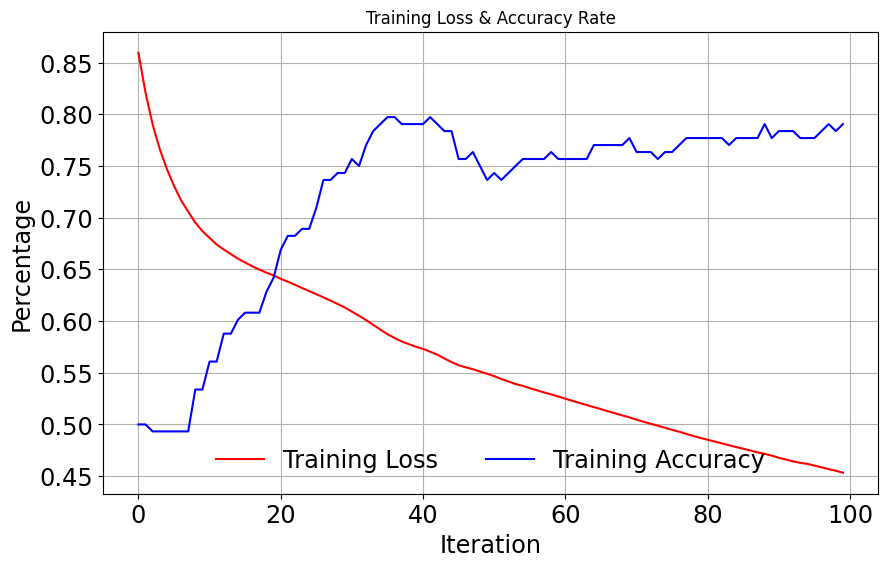 Training Loss & Accuracy Rate
0.85
0.80
0.75
0.70
0.65
0.60
0.55
0.50
0.45
Percentage
Training Loss
Training Accuracy
0 20 40 60 80 100
Iteration